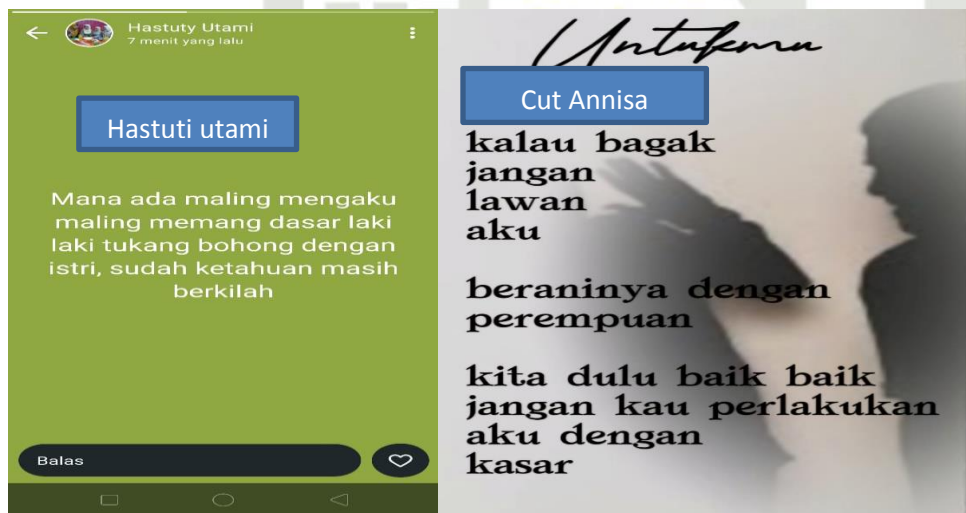 Hastuty Utami
7 menit yang lalu
Hastuti utami
Mana ada maling mengaku
maling memang dasar laki
laki tukang bohong dengan
istri, sudah ketahuan masih
berkilah
Balas
Untukmu
Cut Annisa
kalau bagak
jangan
lawan
aku
beraninya dengan
perempuan
kita dulu baik baik
jangan kau perlakukan
aku dengan
kasar